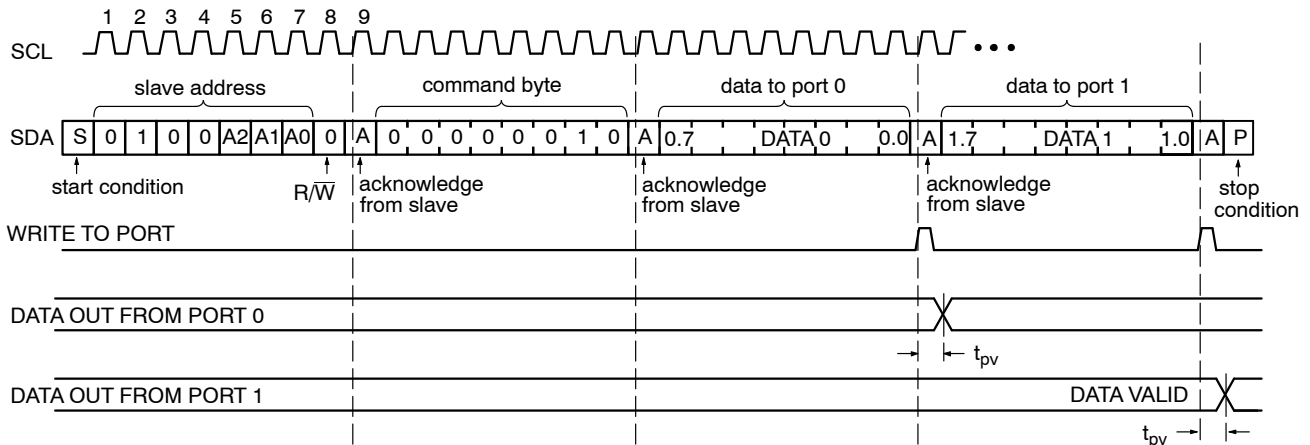 1 2 3 4 5 6 7 8 9
SCL
slave address command byte data to port 0 data to port 1
SDA S 0 1 0 0 A2 A1 A0 0 A 0 0 0 0 0 0 1 0 A 0.7 DATA 0 0.0 A 1.7 DATA 1 1.0 A P
start condition R/W̅ acknowledge from slave acknowledge from slave acknowledge from slave stop condition
WRITE TO PORT
DATA OUT FROM PORT 0
tpv
DATA OUT FROM PORT 1 DATA VALID
tpv